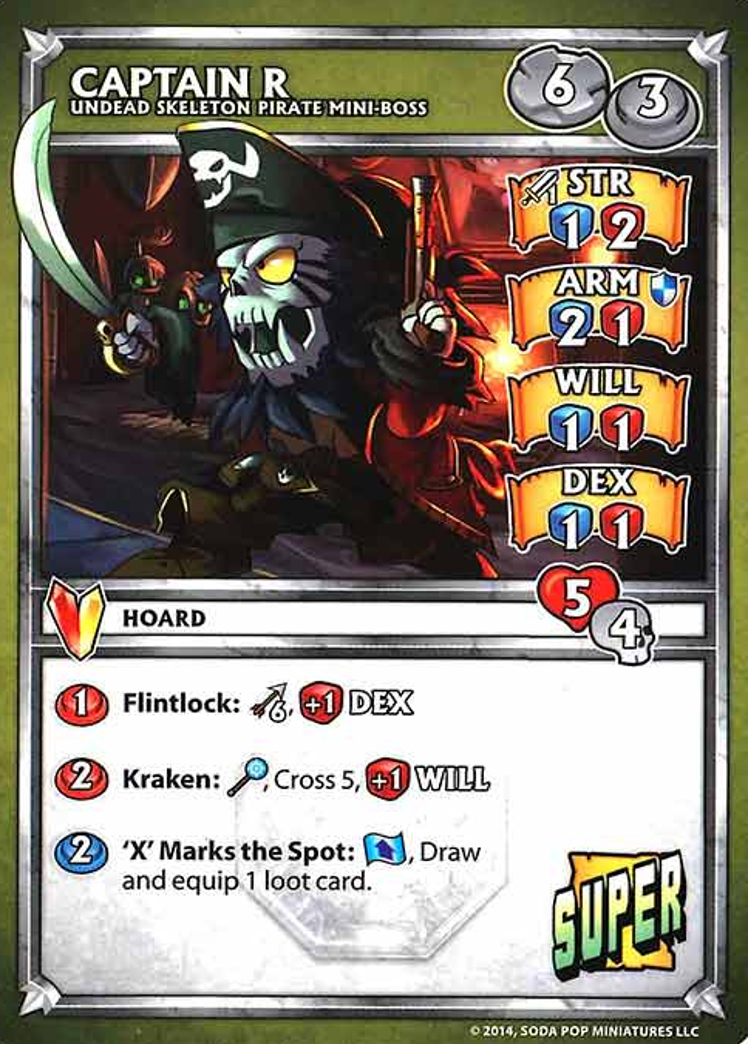 CAPTAIN R
UNDEAD SKELETON PIRATE MINI-BOSS
6 3
STR
1 2
ARM
2 1
WILL
1 1
DEX
1 1
HOARD
5 4
1 Flintlock: 6, +1 DEX
2 Kraken: , Cross 5, +1 WILL
2 'X' Marks the Spot: , Draw
and equip 1 loot card.
SUPER
© 2014, SODA POP MINIATURES LLC